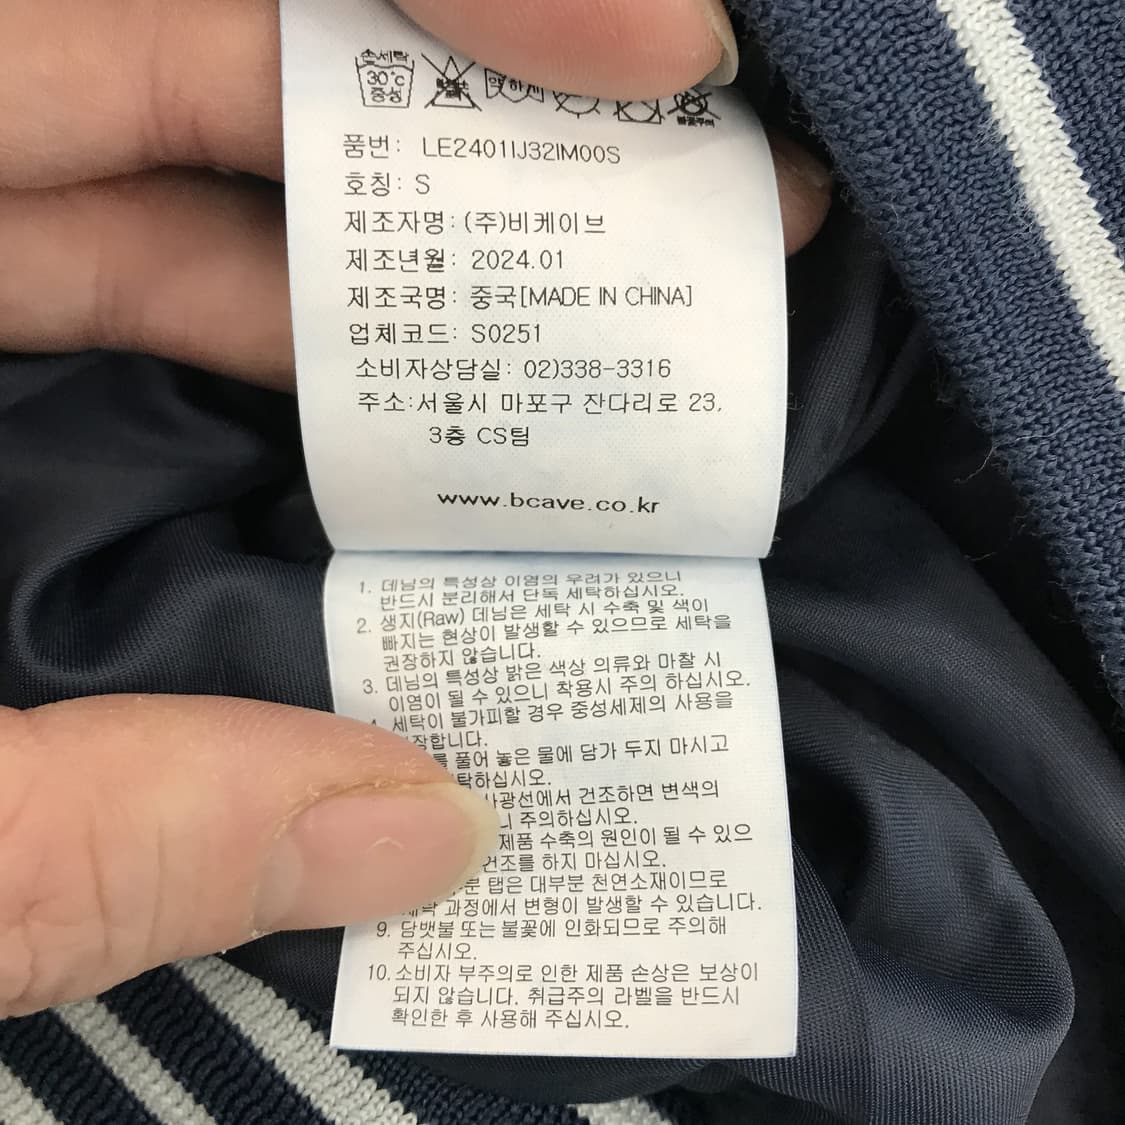 손세탁
30°c
중성
약하게
품번: LE2401IJ32IM00S
호칭: S
제조자명: (주)비케이브
제조년월: 2024.01
제조국명: 중국[MADE IN CHINA]
업체코드: S0251
소비자상담실: 02)338-3316
주소:서울시 마포구 잔다리로 23,
3층 CS팀
www.bcave.co.kr
1. 데님의 특성상 이염의 우려가 있으니
반드시 분리해서 단독 세탁하십시오.
2. 생지(Raw) 데님은 세탁 시 수축 및 색이
빠지는 현상이 발생할 수 있으므로 세탁을
권장하지 않습니다.
3. 데님의 특성상 밝은 색상 의류와 마찰 시
이염이 될 수 있으니 착용시 주의 하십시오.
4. 세탁이 불가피할 경우 중성세제의 사용을
장합니다.
를 풀어 놓은 물에 담가 두지 마시고
탁하십시오.
사광선에서 건조하면 변색의
니 주의하십시오.
제품 수축의 원인이 될 수 있으
건조를 하지 마십시오.
분 탭은 대부분 천연소재이므로
세탁 과정에서 변형이 발생할 수 있습니다.
9. 담뱃불 또는 불꽃에 인화되므로 주의해
주십시오.
10. 소비자 부주의로 인한 제품 손상은 보상이
되지 않습니다. 취급주의 라벨을 반드시
확인한 후 사용해 주십시오.